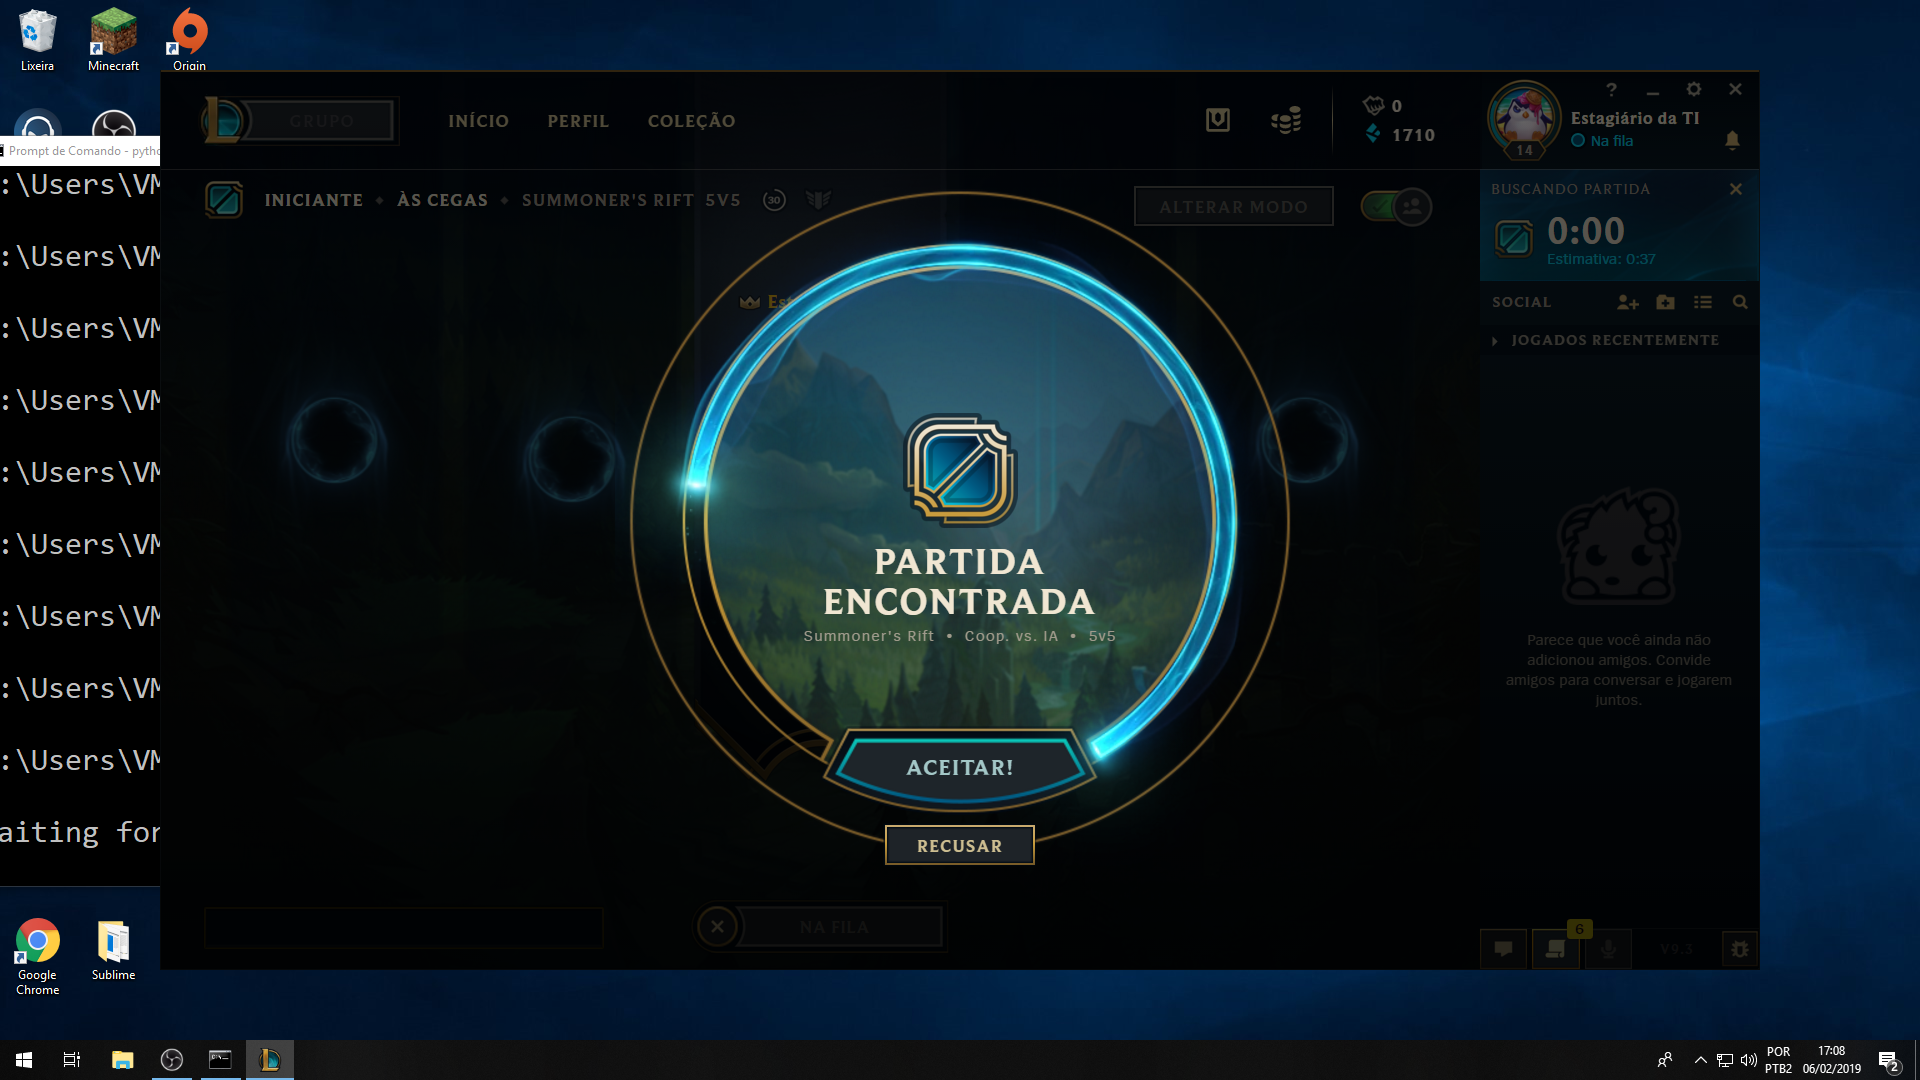 Lixeira
Minecraft
Origin
Prompt de Comando - pytho
:\Users\VM
:\Users\VM
:\Users\VM
:\Users\VM
:\Users\VM
:\Users\VM
:\Users\VM
:\Users\VM
:\Users\VM
aiting for
Google
Chrome
Sublime
GRUPO
INÍCIO
PERFIL
COLEÇÃO
0
1710
?
Estagiário da TI
Na fila
14
INICIANTE
ÀS CEGAS
SUMMONER'S RIFT 5V5
30
ALTERAR MODO
BUSCANDO PARTIDA
0:00
Estimativa: 0:37
SOCIAL
JOGADOS RECENTEMENTE
Parece que você ainda não
adicionou amigos. Convide
amigos para conversar e jogarem
juntos.
Est
PARTIDA
ENCONTRADA
Summoner's Rift • Coop. vs. IA • 5v5
ACEITAR!
RECUSAR
NA FILA
6
V9.3
POR
PTB2
17:08
06/02/2019
2